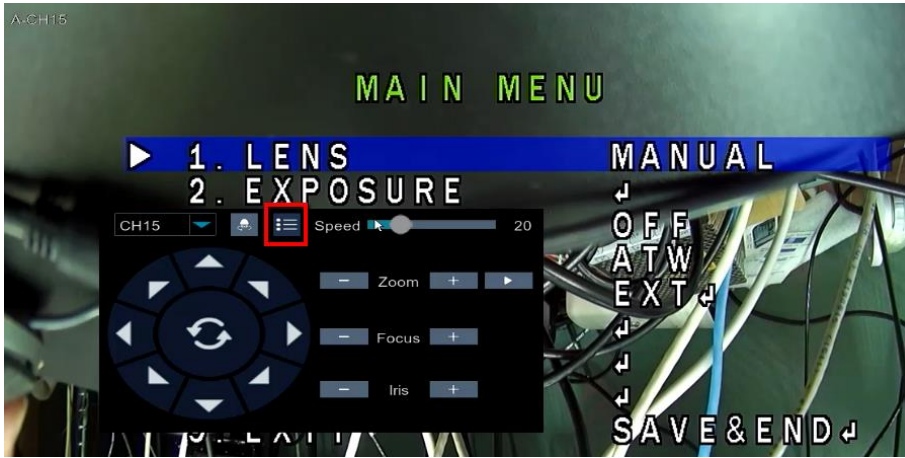 A-CH15
MAIN MENU
1. LENS MANUAL
2. EXPOSURE ↲
OFF
ATW
EXT↲
↲
↲
↲
EXIT SAVE&END↲
CH15 Speed 20
− Zoom +
− Focus +
− Iris +